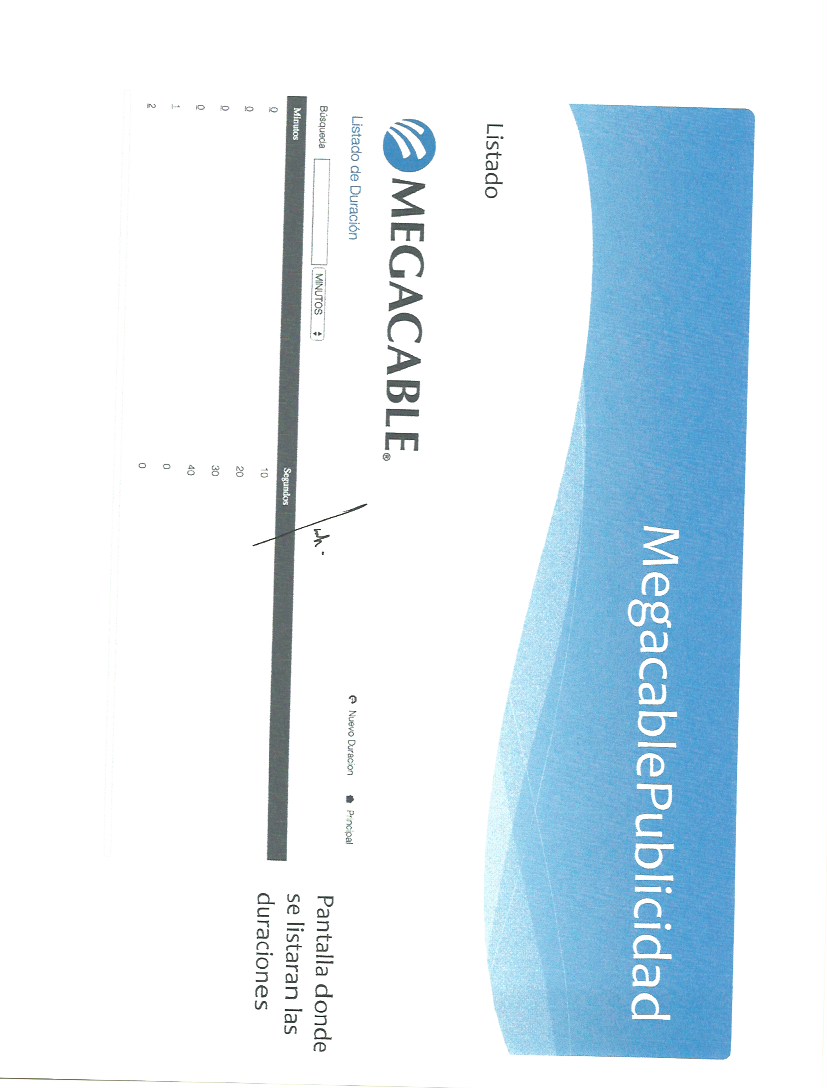 MegacablePublicidad
Listado
MEGACABLE®
Listado de Duración
Nuevo Duracion Principal
Búsqueda MINUTOS
Minutos Segundos
0 10
0 20
0 30
0 40
1 0
2 0
Pantalla donde
se listaran las
duraciones